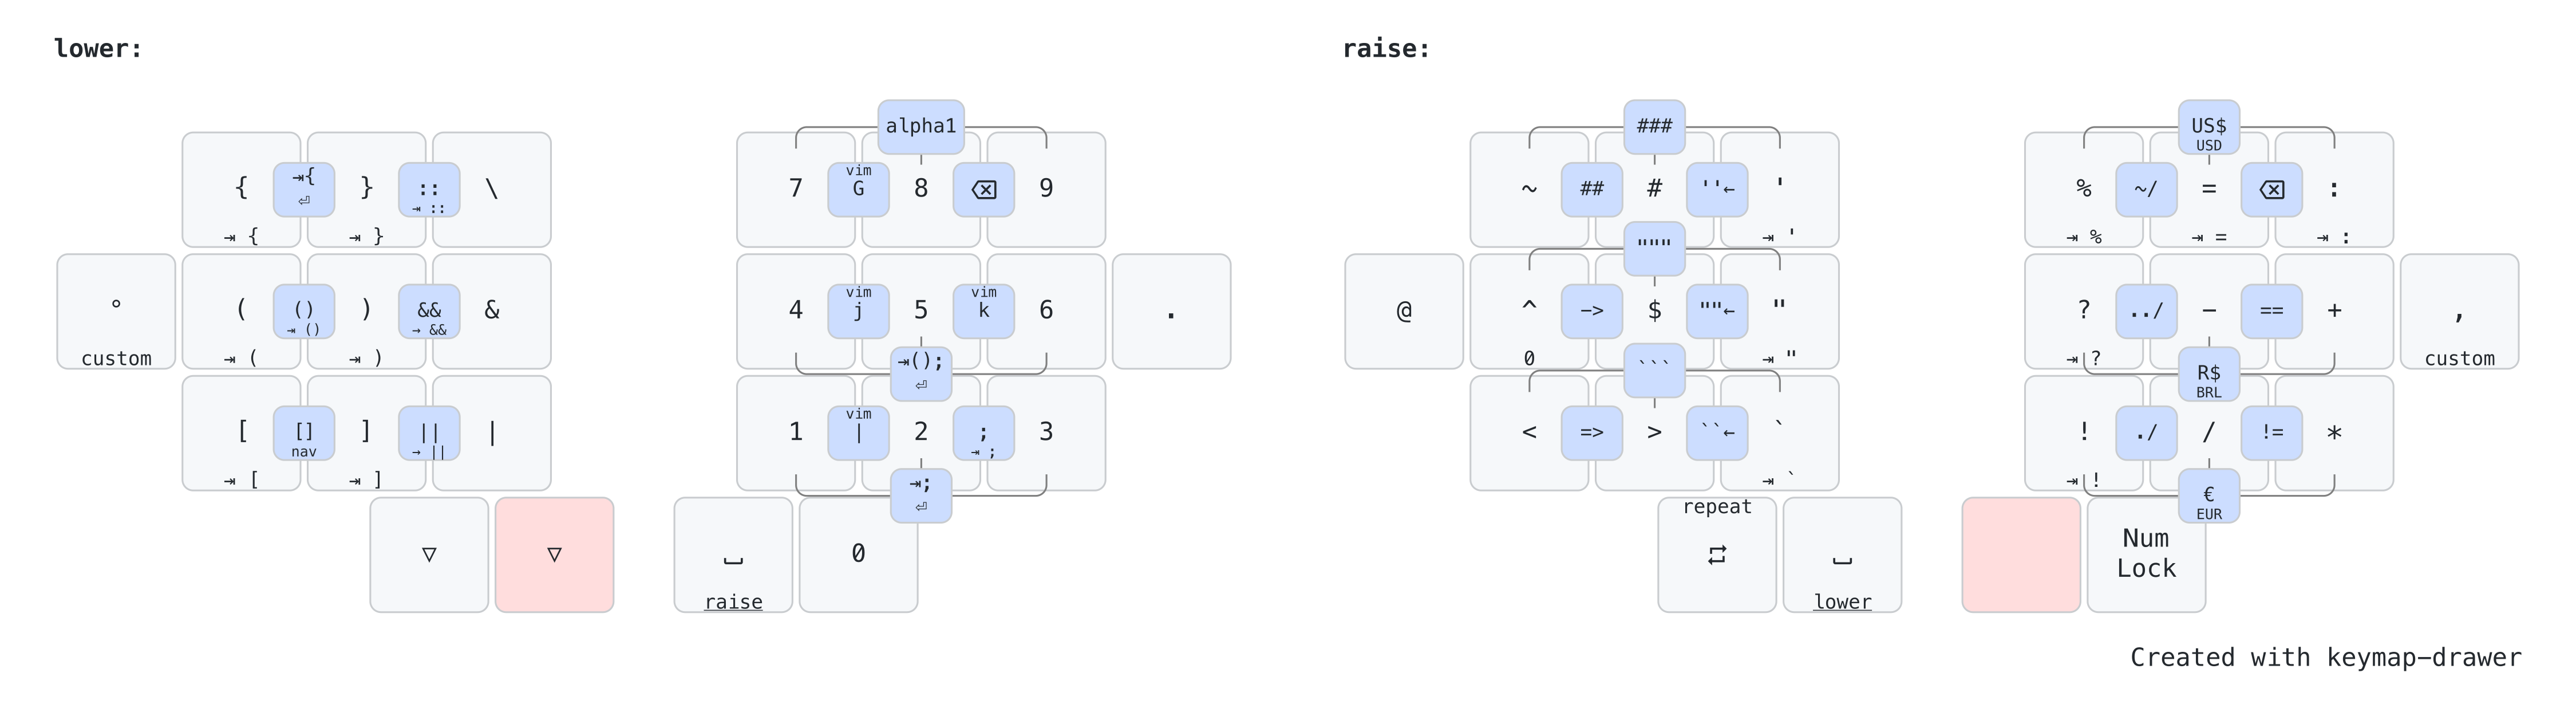 lower: raise:
alpha1 ### US$
USD
{ ⇥{ } :: \ 7 vim G 8 ⌫ 9 ~ ## # ''← ' % ~/ = ⌫ :
⏎ ⇥ ::
⇥ { ⇥ } ⇥ ' ⇥ % ⇥ = ⇥ :
"""
° ( () ) && & 4 vim j 5 vim k 6 . @ ^ -> $ ""← " ? ../ - == + ,
⇥ () → &&
custom ⇥ ( ⇥ ) ⇥(); 0 ``` ⇥ " ⇥ ? R$ custom
⏎ BRL
[ [] ] || | 1 vim | 2 ; 3 < => > ``← ` ! ./ / != *
nav → || ⇥ ;
⇥ [ ⇥ ] ⇥; ⇥ ` ⇥ ! €
⏎ EUR
repeat
▽ ▽ ⎵ 0 ⎵ Num
Lock
raise lower
Created with keymap-drawer